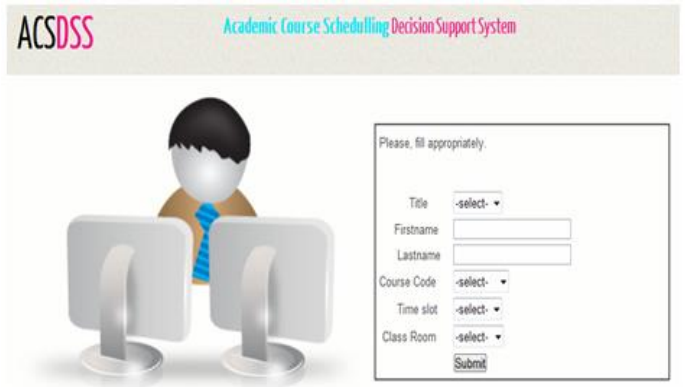 ACSDSS Academic Course Schedulling Decision Support System
Please, fill appropriately.
Title -select-
Firstname
Lastname
Course Code -select-
Time slot -select-
Class Room -select-
Submit